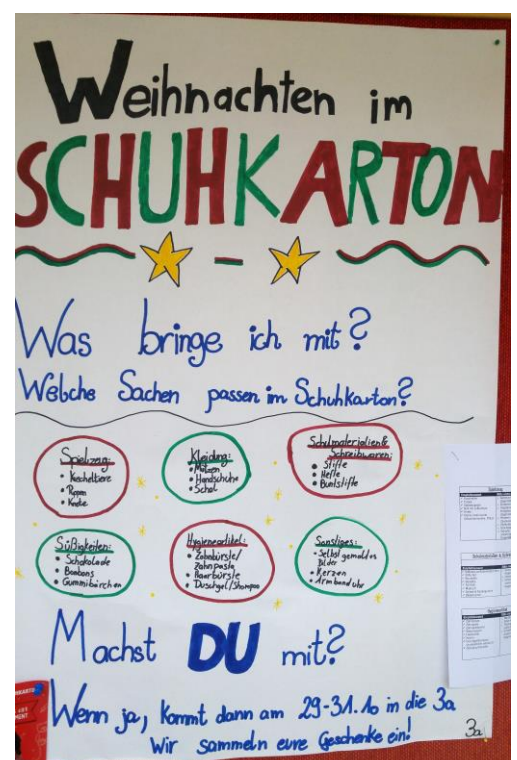 Weihnachten im
SCHUHKARTON
Was bringe ich mit?
Welche Sachen passen im Schuhkarton?
Spielzeug:
• Kuscheltiere
• Puppen
• Knete
Kleidung:
• Mützen
• Handschuhe
• Schal
Schulmaterialien&
Schreibwaren:
• Stifte
• Hefte
• Buntstifte
Süßigkeiten:
• Schokolade
• Bonbons
• Gummibärchen
Hygieneartikel:
• Zahnbürste/
Zahnpasta
• Haarbürste
• Duschgel/Shampoo
Sonstiges:
• Selbst gemaldes
Bilder
• Kerzen
• Armbanduhr
Machst DU mit?
Wenn ja, kommt dann am 29-31.10 in die 3a
Wir sammeln eure Geschenke ein!
3a